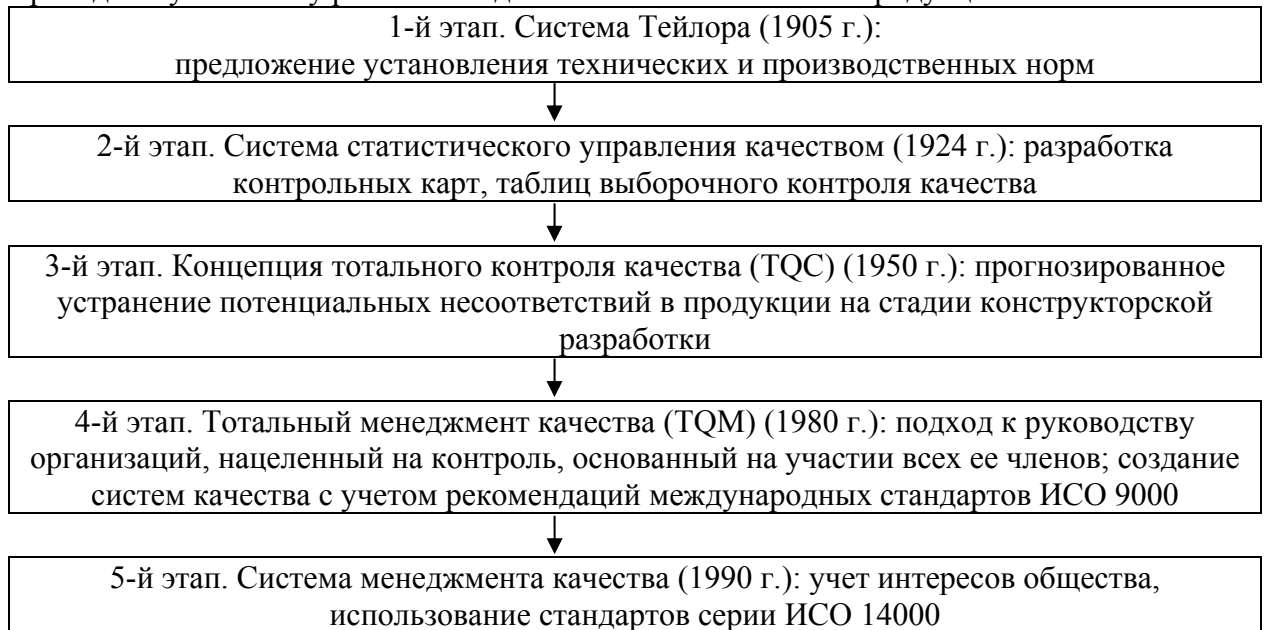 1-й этап. Система Тейлора (1905 г.):
предложение установления технических и производственных норм
2-й этап. Система статистического управления качеством (1924 г.): разработка
контрольных карт, таблиц выборочного контроля качества
3-й этап. Концепция тотального контроля качества (TQC) (1950 г.): прогнозированное
устранение потенциальных несоответствий в продукции на стадии конструкторской
разработки
4-й этап. Тотальный менеджмент качества (TQM) (1980 г.): подход к руководству
организаций, нацеленный на контроль, основанный на участии всех ее членов; создание
систем качества с учетом рекомендаций международных стандартов ИСО 9000
5-й этап. Система менеджмента качества (1990 г.): учет интересов общества,
использование стандартов серии ИСО 14000